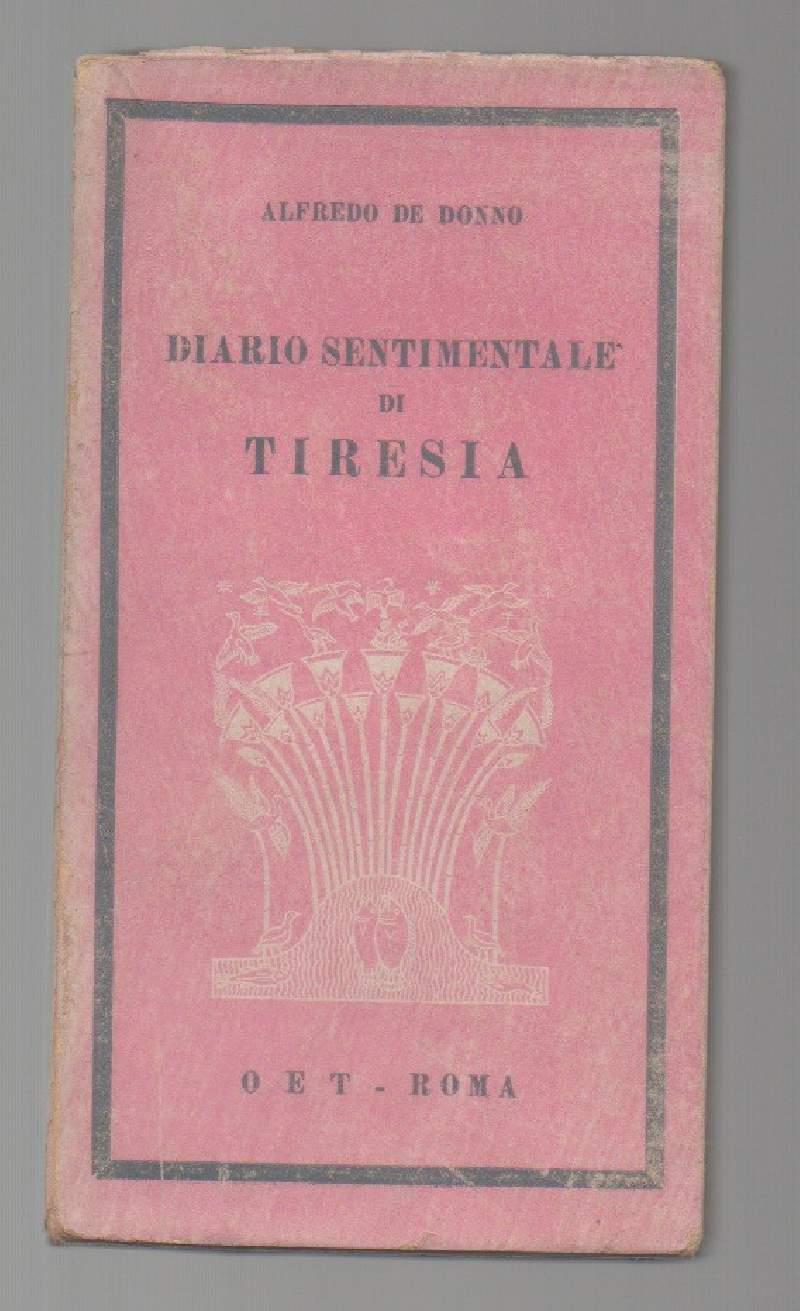 ALFREDO DE DONNO
DIARIO SENTIMENTALE
DI
TIRESIA
O E T - ROMA